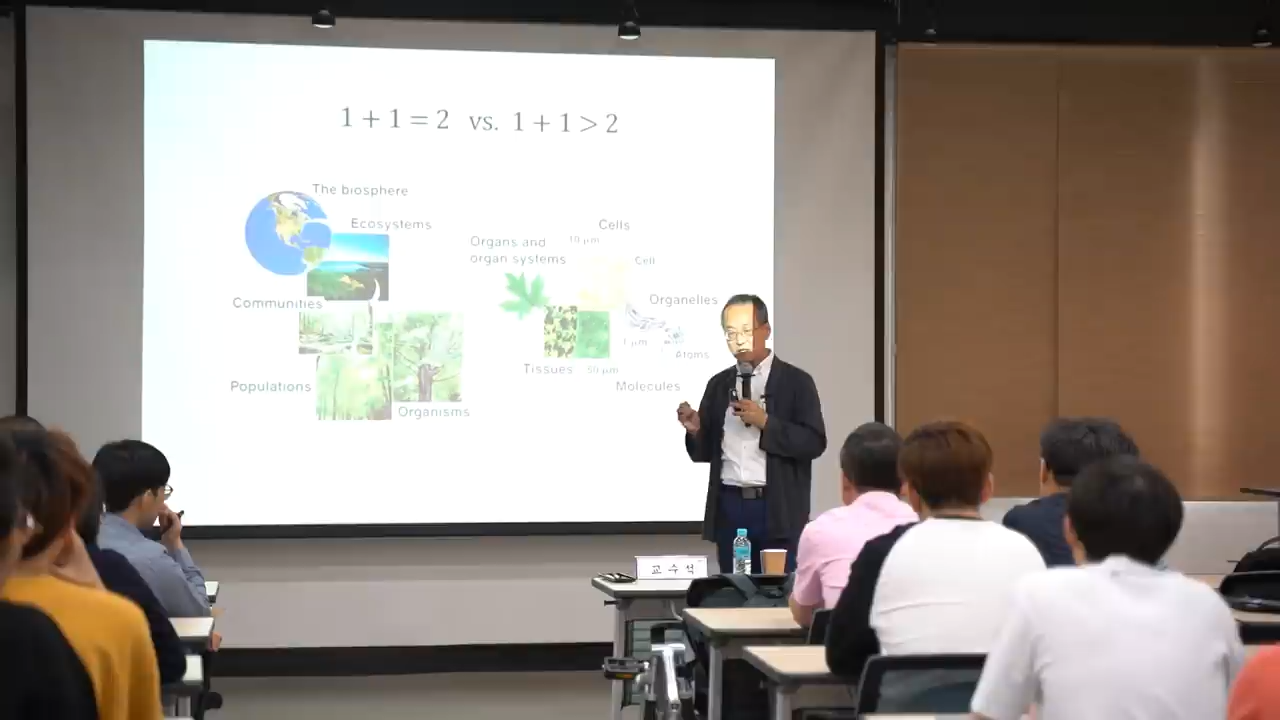 1 + 1 = 2 vs. 1 + 1 > 2
The biosphere
Ecosystems
Communities
Populations
Organisms
Cells
10 μm
Organs and
organ systems
Cell
Organelles
1 μm
Atoms
Tissues 50 μm
Molecules
교 수 석